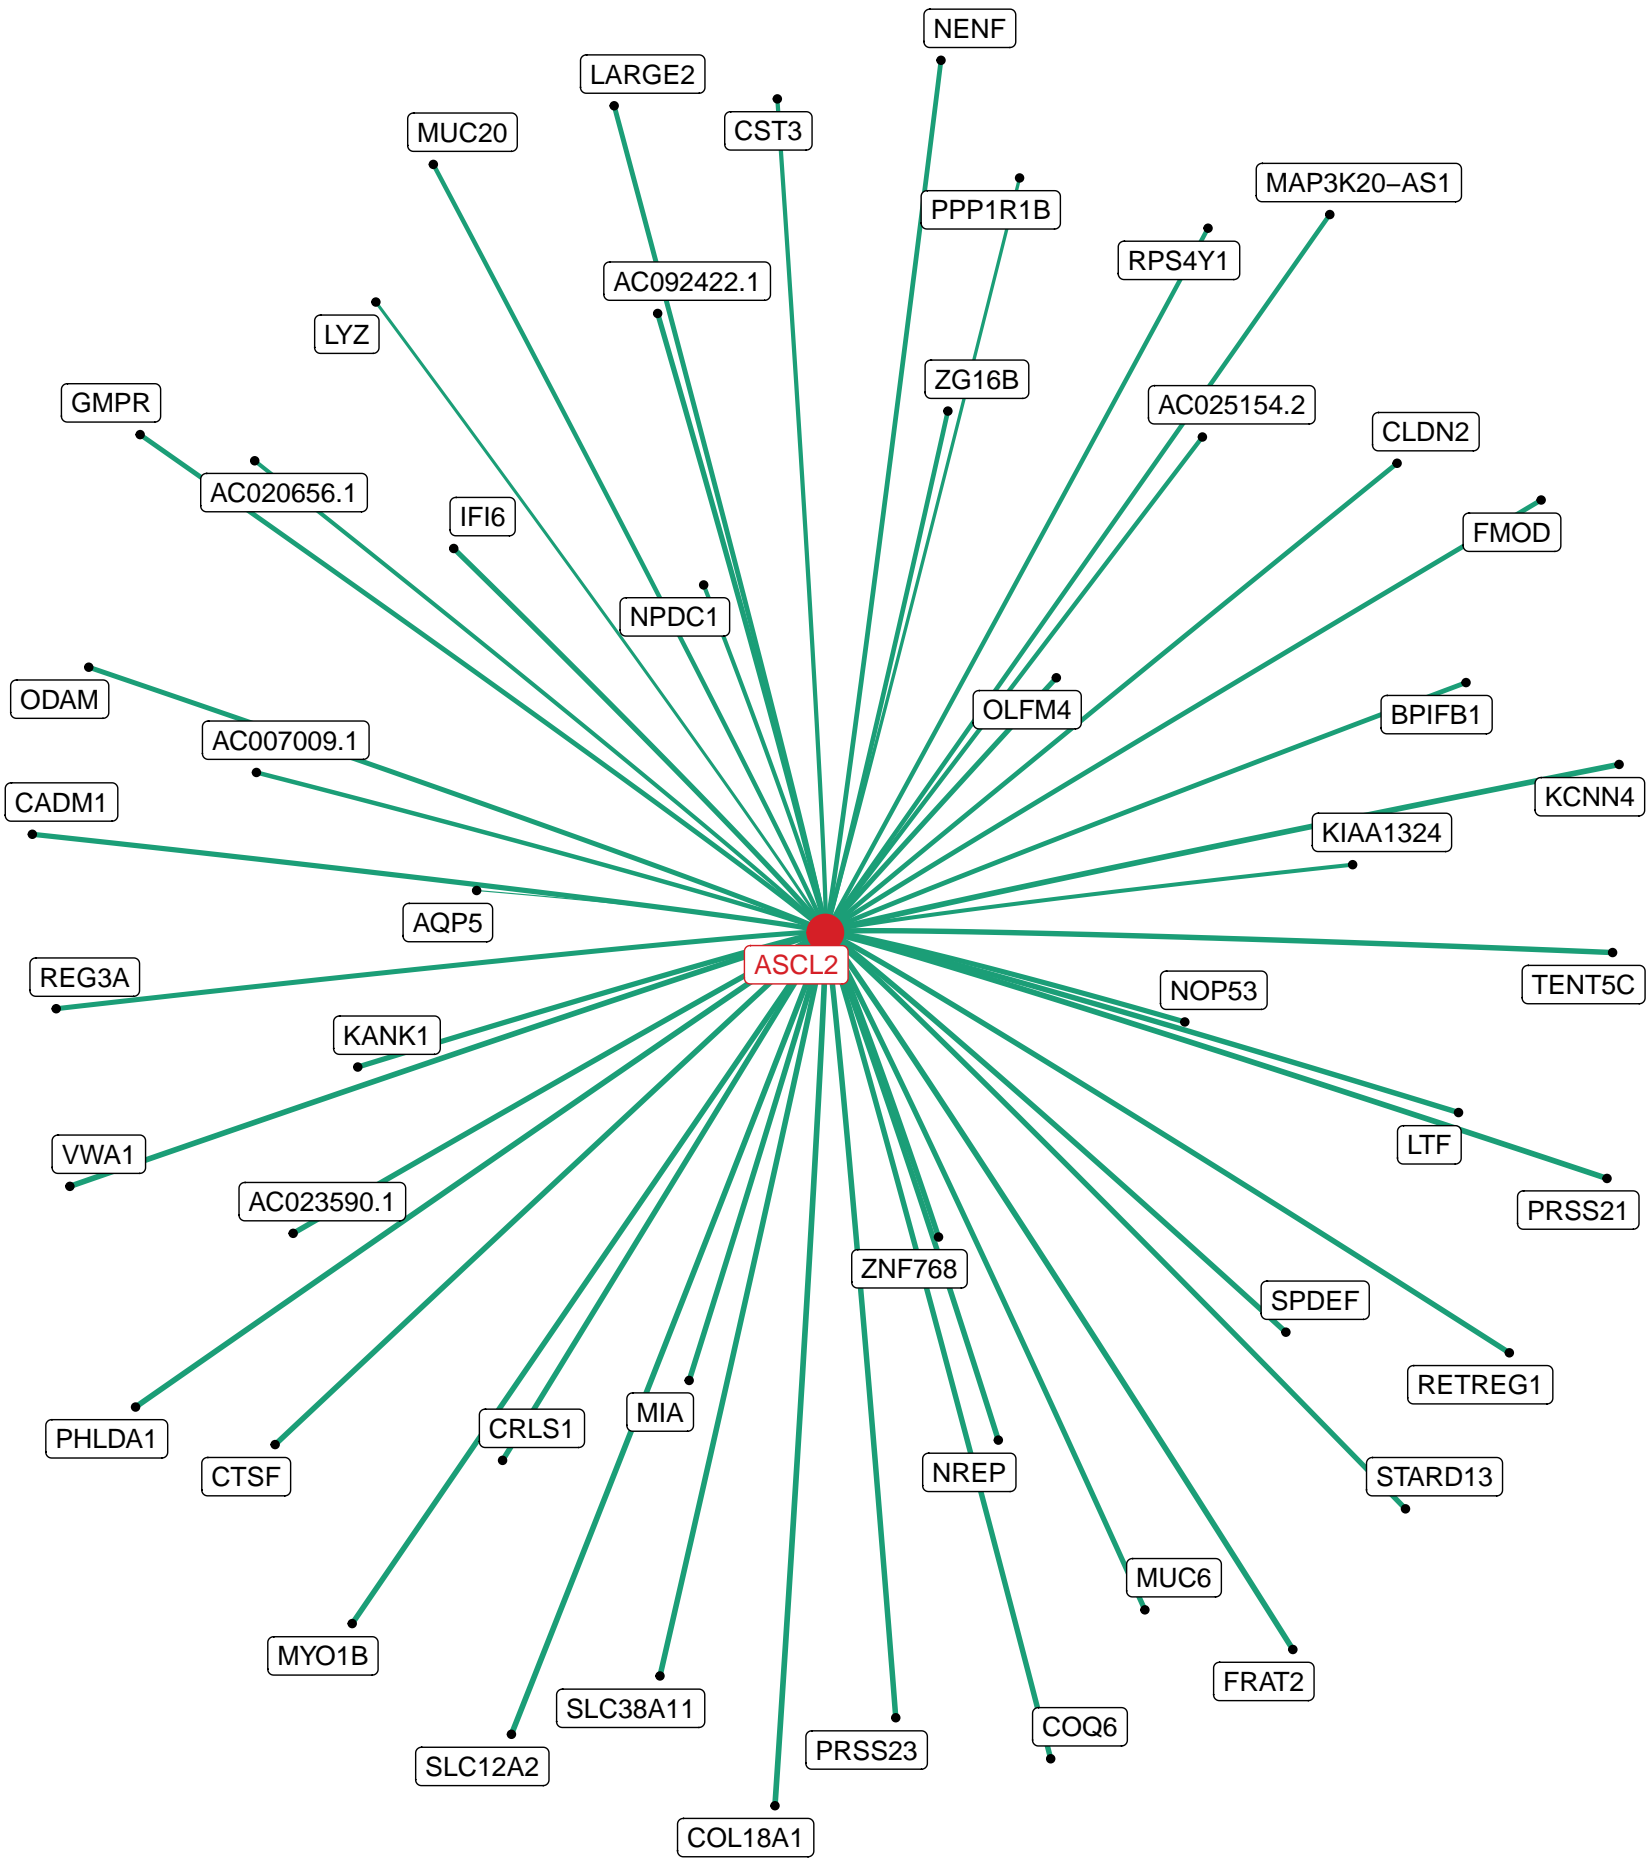 NENF
LARGE2
CST3
MUC20
MAP3K20−AS1
PPP1R1B
RPS4Y1
AC092422.1
LYZ
ZG16B
GMPR
AC025154.2
CLDN2
AC020656.1
IFI6
FMOD
NPDC1
ODAM
OLFM4
BPIFB1
AC007009.1
KCNN4
CADM1
KIAA1324
AQP5
ASCL2
REG3A
TENT5C
NOP53
KANK1
LTF
VWA1
AC023590.1
PRSS21
ZNF768
SPDEF
RETREG1
MIA
CRLS1
PHLDA1
NREP
CTSF
STARD13
MUC6
MYO1B
FRAT2
SLC38A11
COQ6
PRSS23
SLC12A2
COL18A1